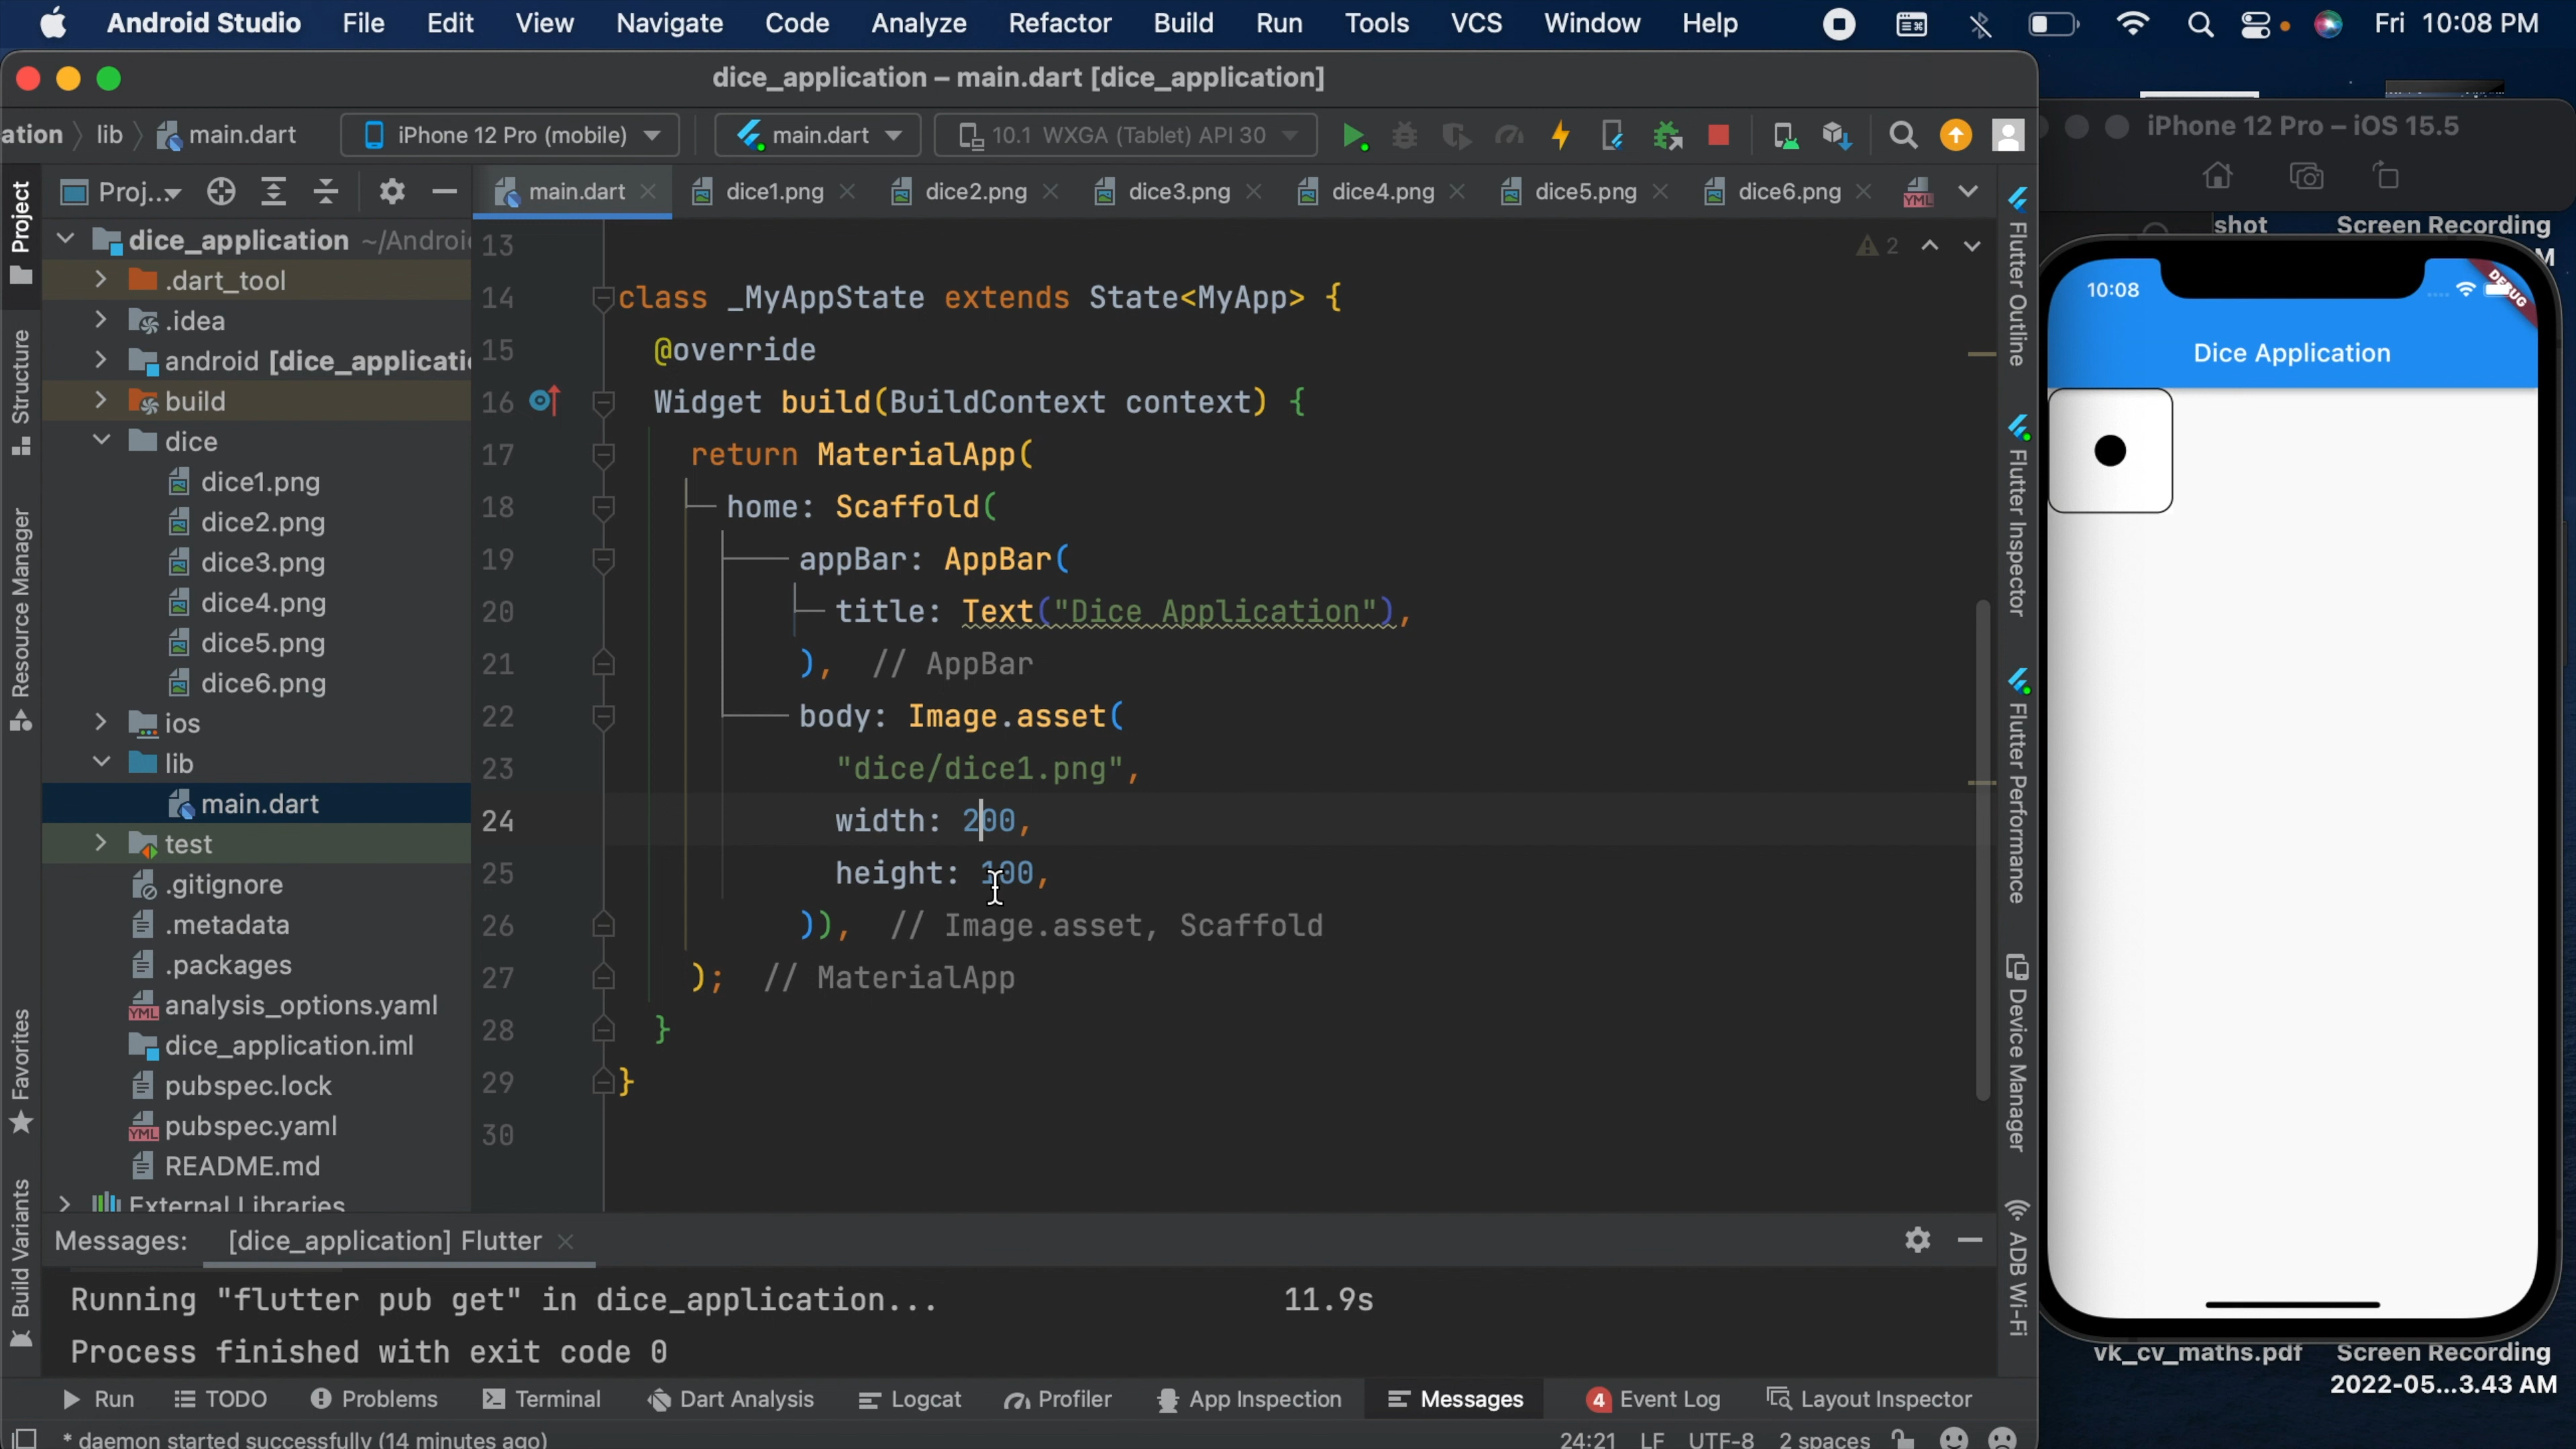 Android Studio File Edit View Navigate Code Analyze Refactor Build Run Tools VCS Window Help Fri 10:08 PM
dice_application – main.dart [dice_application]
ation lib main.dart iPhone 12 Pro (mobile) main.dart 10.1 WXGA (Tablet) API 30
iPhone 12 Pro – iOS 15.5
Proj... main.dart dice1.png dice2.png dice3.png dice4.png dice5.png dice6.png YML
Project
Structure
Resource Manager
Favorites
Build Variants
dice_application ~/Androi
.dart_tool
.idea
android [dice_applicati
build
dice
dice1.png
dice2.png
dice3.png
dice4.png
dice5.png
dice6.png
ios
lib
main.dart
test
.gitignore
.metadata
.packages
YML analysis_options.yaml
dice_application.iml
pubspec.lock
YML pubspec.yaml
README.md
External Libraries
2
13
14 class _MyAppState extends State<MyApp> {
15 @override
16 Widget build(BuildContext context) {
17 return MaterialApp(
18 home: Scaffold(
19 appBar: AppBar(
20 title: Text("Dice Application"),
21 ), // AppBar
22 body: Image.asset(
23 "dice/dice1.png",
24 width: 200,
25 height: 100,
26 )), // Image.asset, Scaffold
27 ); // MaterialApp
28 }
29 }
30
Flutter Outline
Flutter Inspector
Flutter Performance
Device Manager
ADB Wi-Fi
shot Screen Recording
M
10:08
DEBUG
Dice Application
vk_cv_maths.pdf Screen Recording
2022-05...3.43 AM
Messages: [dice_application] Flutter
Running "flutter pub get" in dice_application... 11.9s
Process finished with exit code 0
Run TODO Problems Terminal Dart Analysis Logcat Profiler App Inspection Messages 4 Event Log Layout Inspector
* daemon started successfully (14 minutes ago) 24:21 LF UTF-8 2 spaces